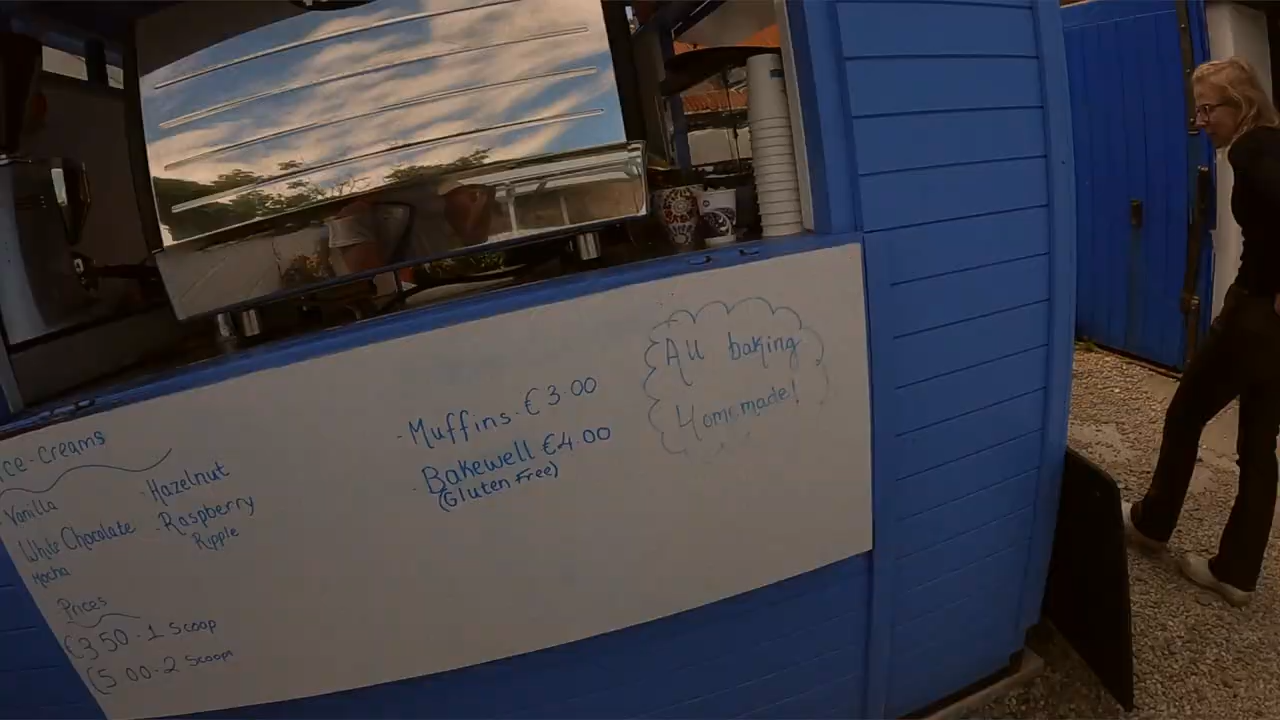 ce-creams
Vanilla
White Chocolate
Mocha
- Hazelnut
- Raspberry
Ripple
Prices
€3.50 - 1 Scoop
€5.00 - 2 Scoops
- Muffins - €3.00
- Bakewell €4.00
(Gluten Free)
All baking
Homemade!